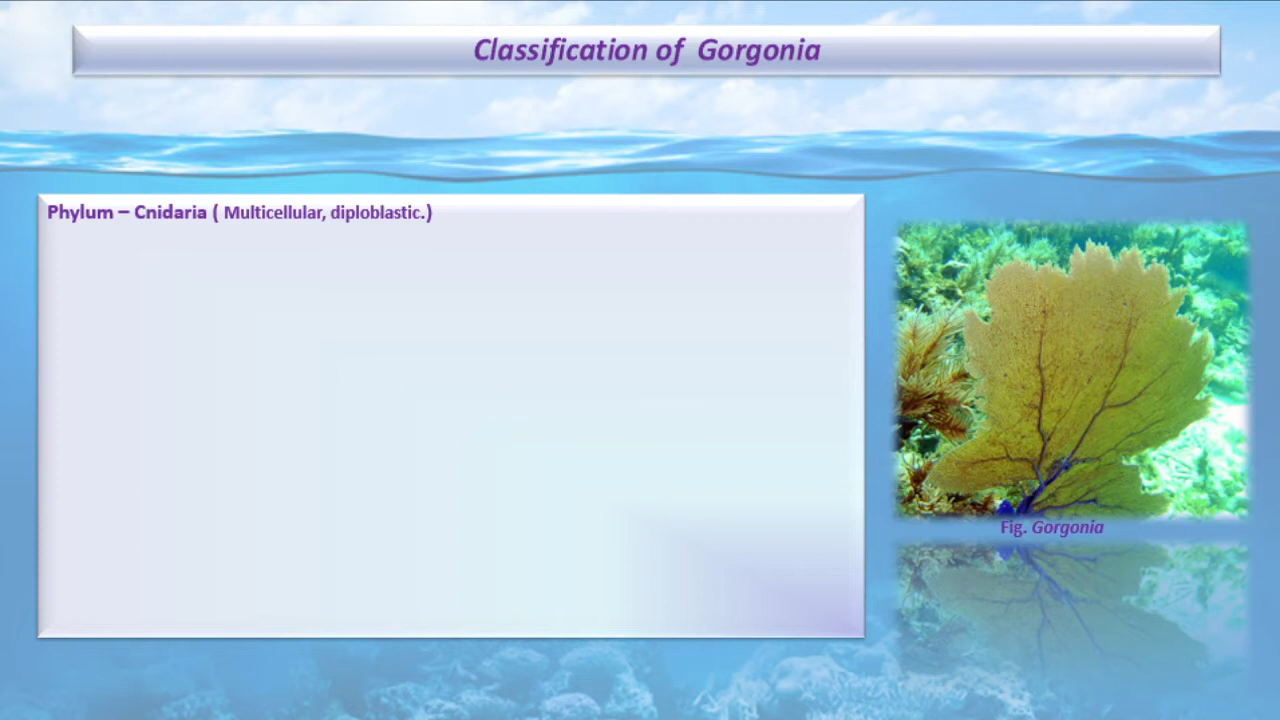 Classification of Gorgonia
Phylum – Cnidaria ( Multicellular, diploblastic.)
Fig. Gorgonia